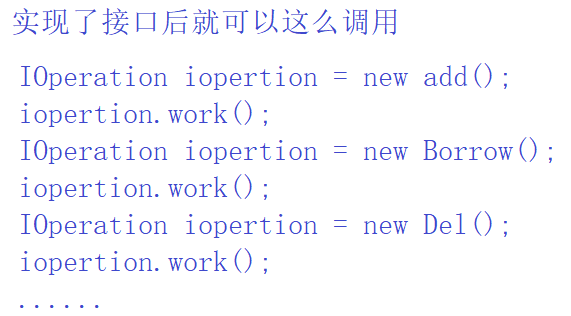 实现了接口后就可以这么调用
IOperation iopertion = new add();
iopertion.work();
IOperation iopertion = new Borrow();
iopertion.work();
IOperation iopertion = new Del();
iopertion.work();
......